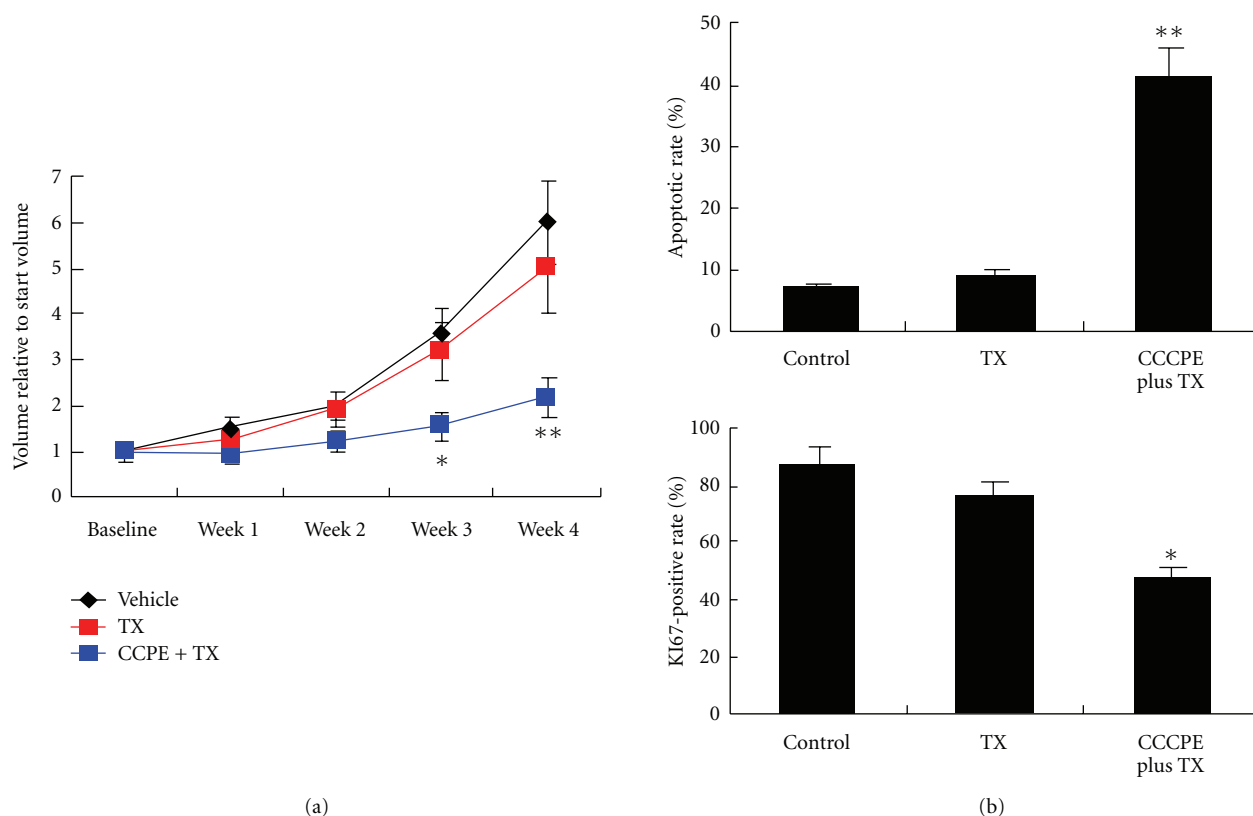 Volume relative to start volume
7
6
5
4
3
2
1
0
*
**
Baseline
Week 1
Week 2
Week 3
Week 4
Vehicle
TX
CCPE + TX
(a)
Apoptotic rate (%)
50
40
30
20
10
0
**
Control
TX
CCCPE
plus TX
KI67-positive rate (%)
100
80
60
40
20
0
*
Control
TX
CCCPE
plus TX
(b)